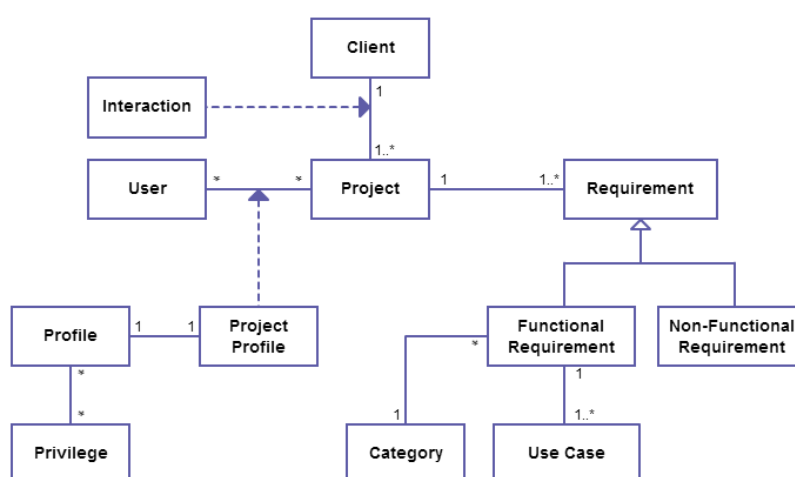 Client
1
Interaction
1..*
User
*
*
Project
1
1..*
Requirement
Profile
1
1
Project
Profile
Functional
Requirement
Non-Functional
Requirement
*
*
*
1
1
1..*
Privilege
Category
Use Case